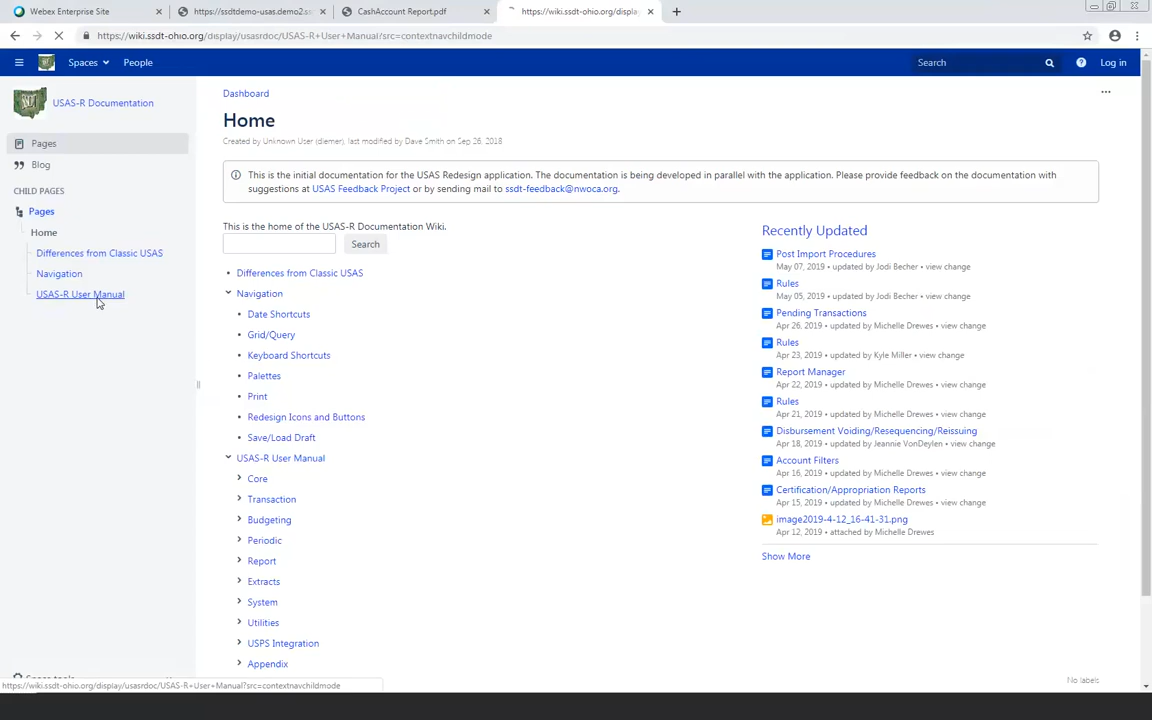 Webex Enterprise Site
https://ssdtdemo-usas.demo2.ss
CashAccount Report.pdf
https://wiki.ssdt-ohio.org/displa
https://wiki.ssdt-ohio.org/display/usasrdoc/USAS-R+User+Manual/src=contextnavchildmode
Spaces People Search Log in
USAS-R Documentation
Pages
Blog
CHILD PAGES
Pages
Home
Differences from Classic USAS
Navigation
USAS-R User Manual
Dashboard
Home
Created by Unknown User (diemer), last modified by Dave Smith on Sep 26, 2018
This is the initial documentation for the USAS Redesign application. The documentation is being developed in parallel with the application. Please provide feedback on the documentation with
suggestions at USAS Feedback Project or by sending mail to ssdt-feedback@nwoca.org.
This is the home of the USAS-R Documentation Wiki.
Search
Differences from Classic USAS
Navigation
Date Shortcuts
Grid/Query
Keyboard Shortcuts
Palettes
Print
Redesign Icons and Buttons
Save/Load Draft
USAS-R User Manual
Core
Transaction
Budgeting
Periodic
Report
Extracts
System
Utilities
USPS Integration
Appendix
Recently Updated
Post Import Procedures
May 07, 2019 • updated by Jodi Becher • view change
Rules
May 05, 2019 • updated by Jodi Becher • view change
Pending Transactions
Apr 26, 2019 • updated by Michelle Drewes • view change
Rules
Apr 23, 2019 • updated by Kyle Miller • view change
Report Manager
Apr 22, 2019 • updated by Michelle Drewes • view change
Rules
Apr 21, 2019 • updated by Michelle Drewes • view change
Disbursement Voiding/Resequencing/Reissuing
Apr 18, 2019 • updated by Jeannie VonDeylen • view change
Account Filters
Apr 16, 2019 • updated by Michelle Drewes • view change
Certification/Appropriation Reports
Apr 15, 2019 • updated by Michelle Drewes • view change
image2019-4-12_16-41-31.png
Apr 12, 2019 • attached by Michelle Drewes
Show More
No labels
https://wiki.ssdt-ohio.org/display/usasrdoc/USAS-R+User+Manual?src=contextnavchildmode